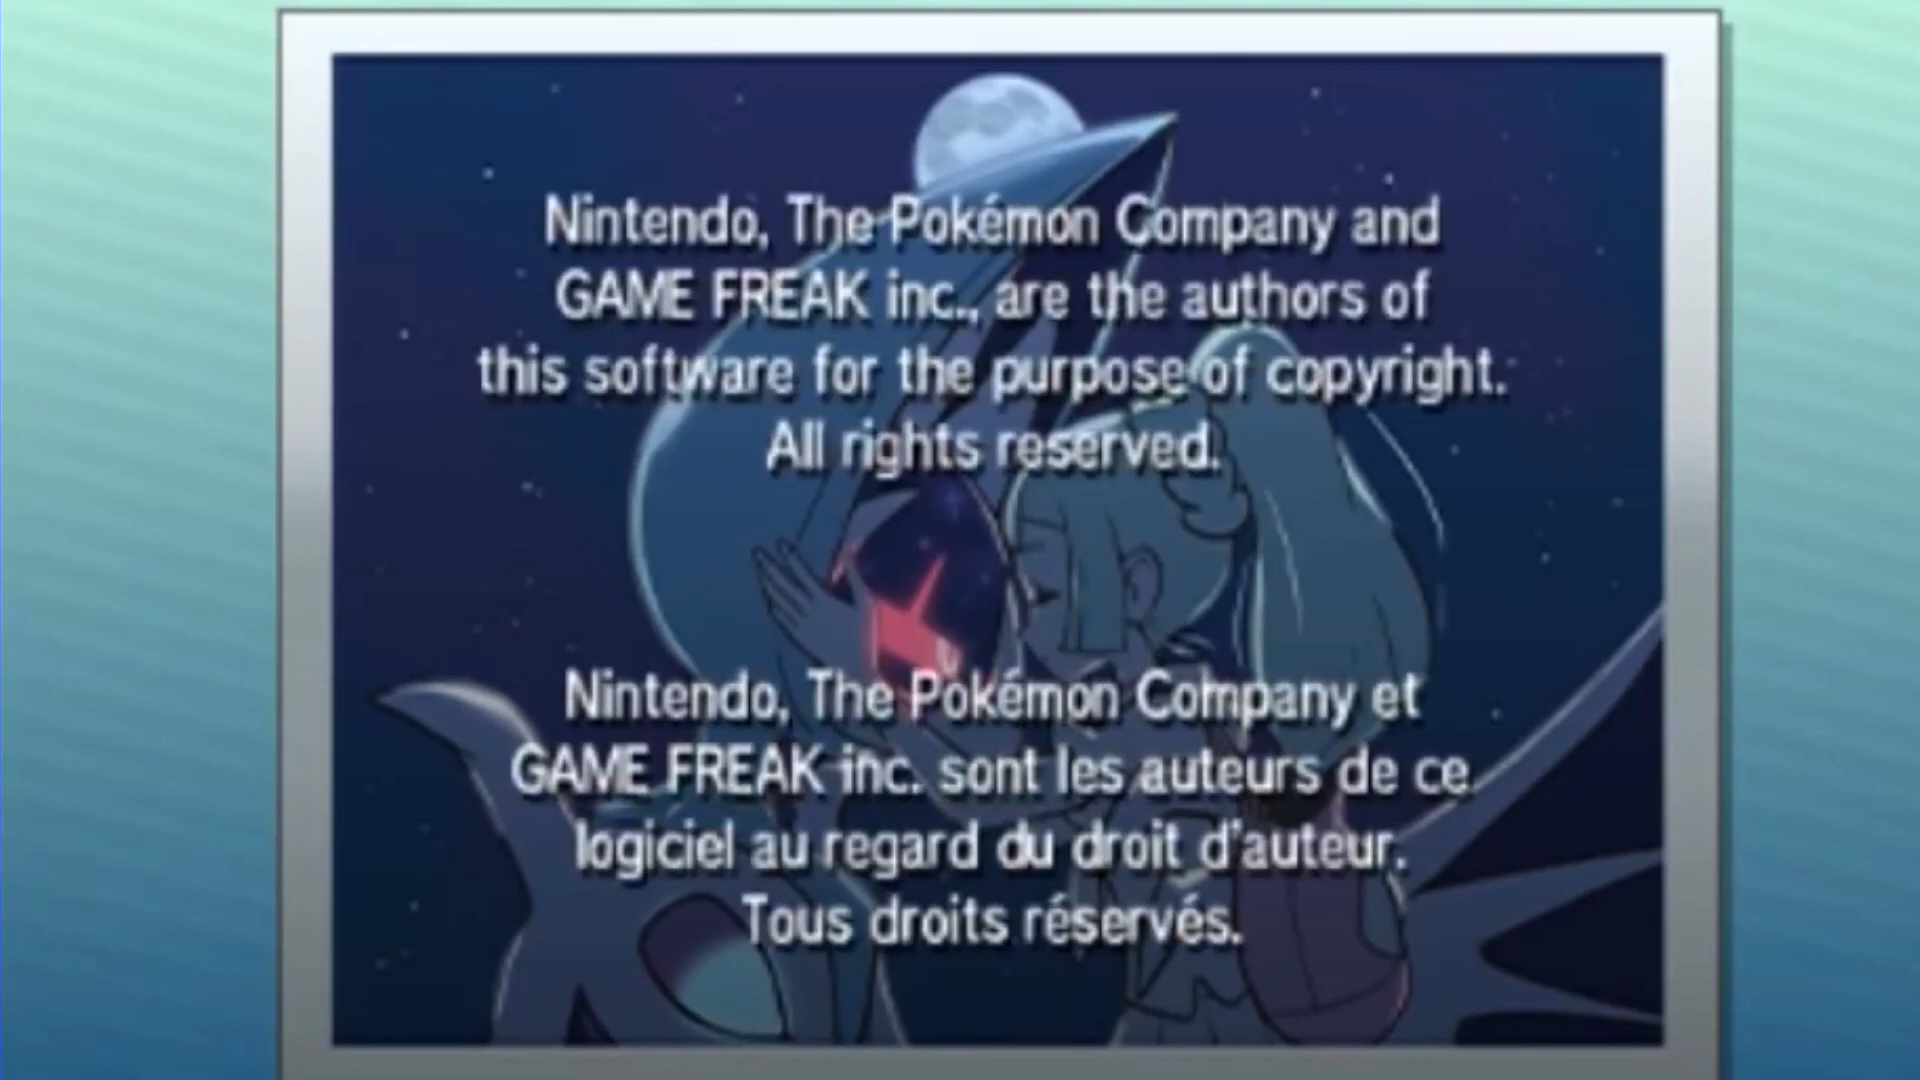 Nintendo, The Pokémon Company and
GAME FREAK inc., are the authors of
this software for the purpose of copyright.
All rights reserved.
Nintendo, The Pokémon Company et
GAME FREAK inc. sont les auteurs de ce
logiciel au regard du droit d'auteur.
Tous droits réservés.